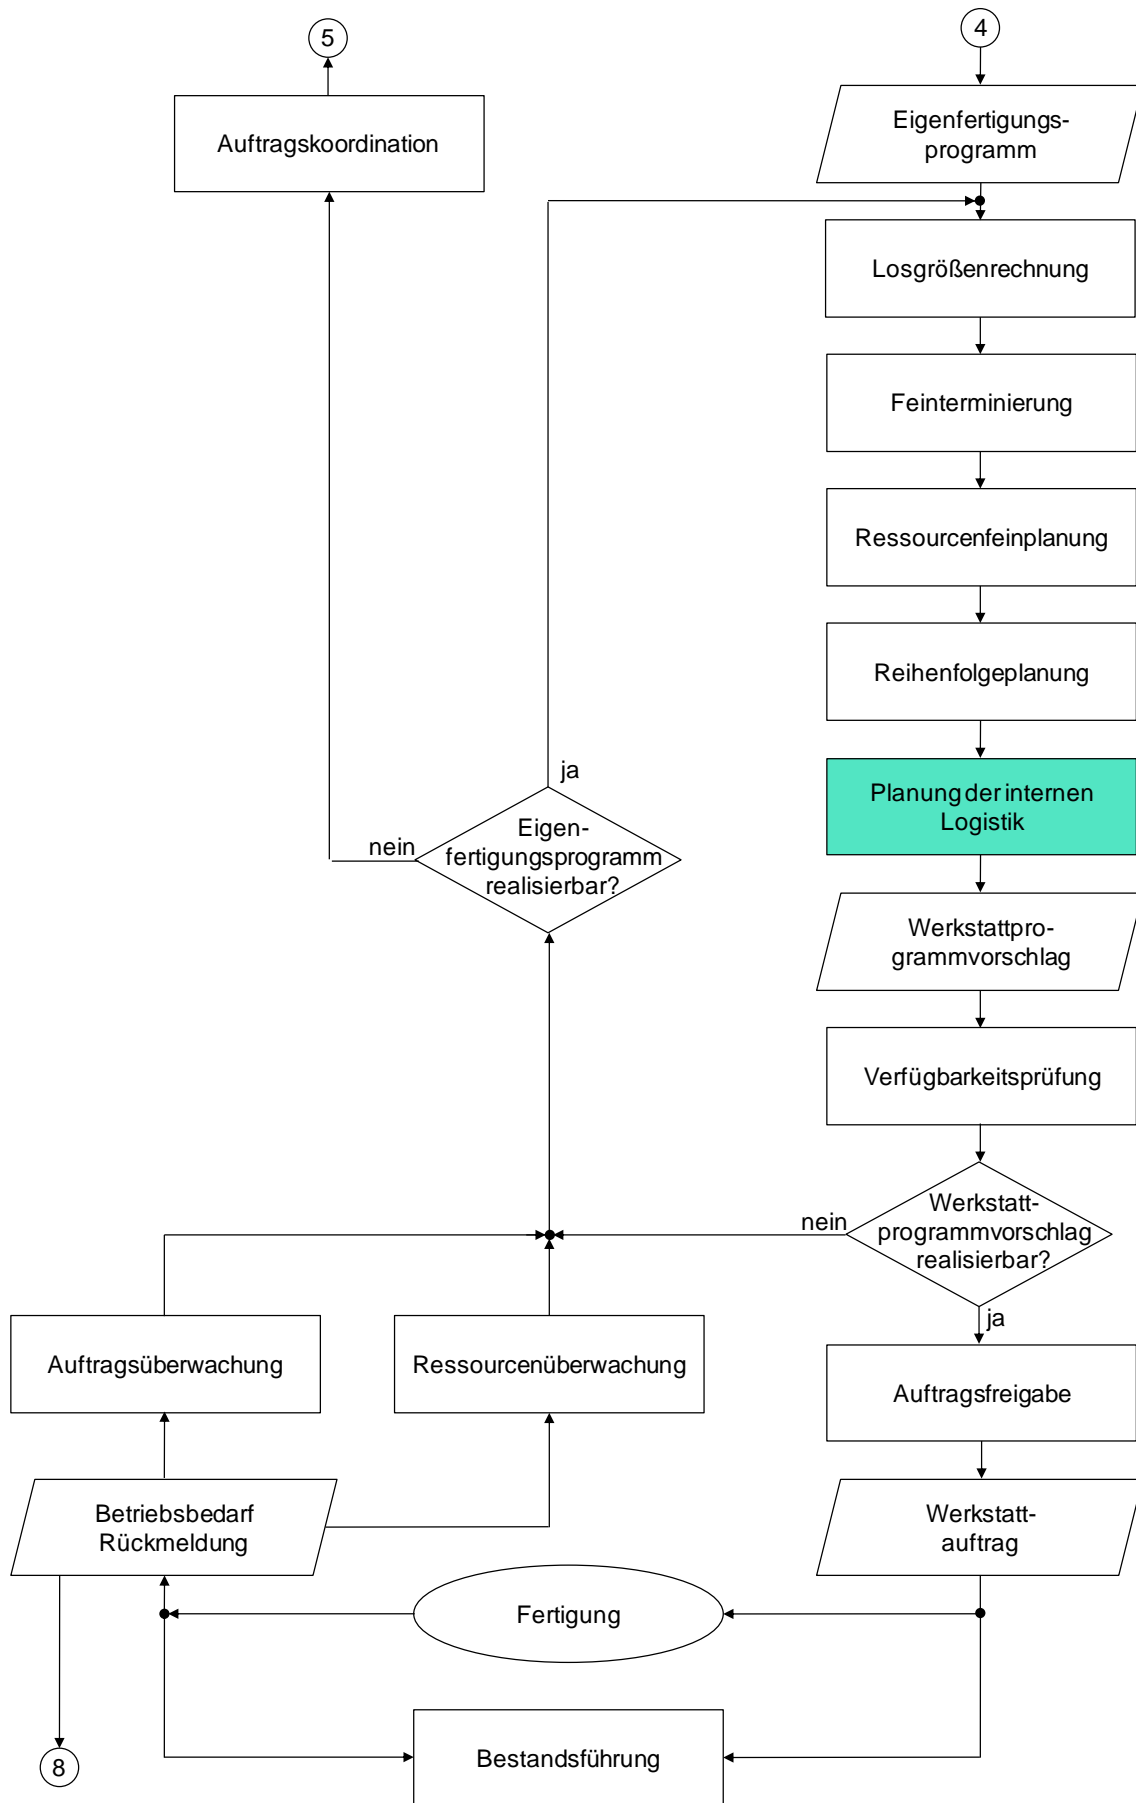 5
4
Auftragskoordination
Eigenfertigungs-
programm
Losgrößenrechnung
Feinterminierung
Ressourcenfeinplanung
Reihenfolgeplanung
ja
Planung der internen
Logistik
nein
Eigen-
fertigungsprogramm
realisierbar?
Werkstattpro-
grammvorschlag
Verfügbarkeitsprüfung
nein
Werkstatt-
programmvorschlag
realisierbar?
ja
Auftragsüberwachung
Ressourcenüberwachung
Auftragsfreigabe
Betriebsbedarf
Rückmeldung
Werkstatt-
auftrag
Fertigung
Bestandsführung
8